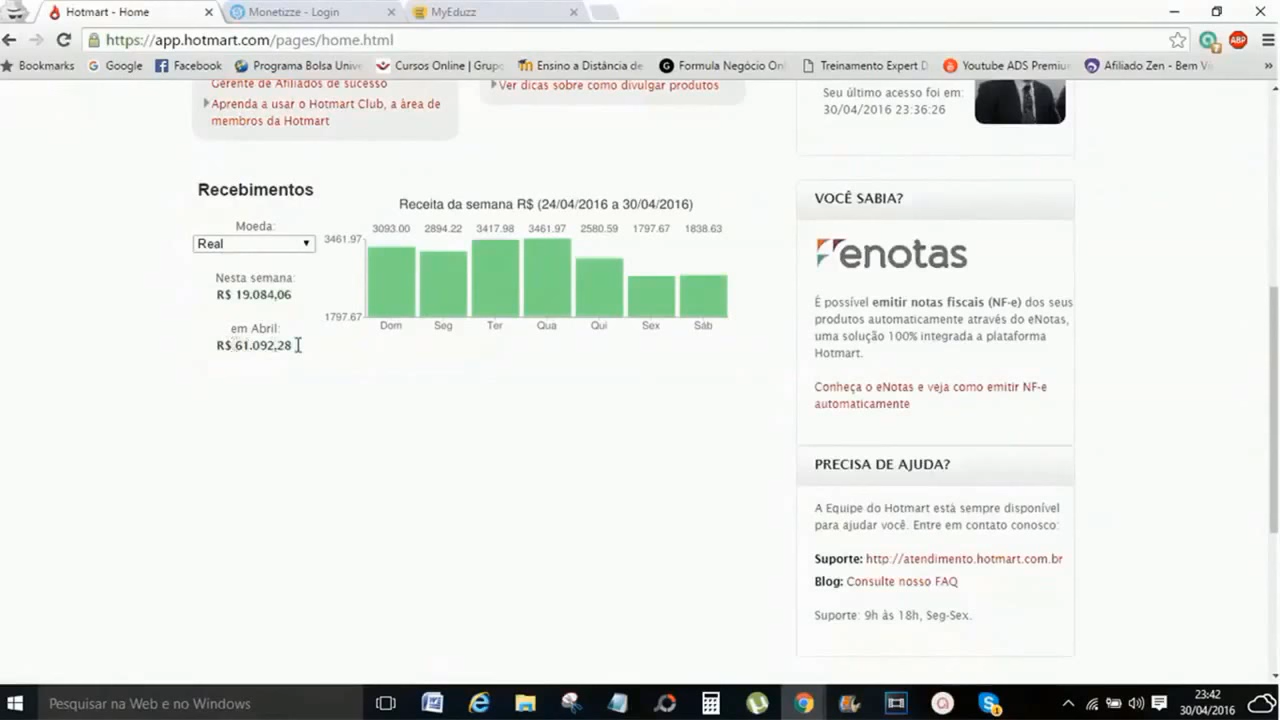 Hotmart - Home
Monetizze - Login
MyEduzz
https://app.hotmart.com/pages/home.html
Bookmarks
Google
Facebook
Programa Bolsa Unive
Cursos Online | Grupo
Ensino a Distância de
Formula Negócio Onl
Treinamento Expert D
Youtube ADS Premiu
Afiliado Zen - Bem Vi
»
Gerente de Afiliados de sucesso
Aprenda a usar o Hotmart Club, a área de
membros da Hotmart
Ver dicas sobre como divulgar produtos
Seu último acesso foi em:
30/04/2016 23:36:26
Recebimentos
Moeda:
Real
Nesta semana:
R$ 19.084,06
em Abril:
R$ 61.092,28
Receita da semana R$ (24/04/2016 a 30/04/2016)
3093.00 2894.22 3417.98 3461.97 2580.59 1797.67 1838.63
3461.97
1797.67
Dom Seg Ter Qua Qui Sex Sáb
VOCÊ SABIA?
enotas
É possível emitir notas fiscais (NF-e) dos seus
produtos automaticamente através do eNotas,
uma solução 100% integrada a plataforma
Hotmart.
Conheça o eNotas e veja como emitir NF-e
automaticamente
PRECISA DE AJUDA?
A Equipe do Hotmart está sempre disponível
para ajudar você. Entre em contato conosco:
Suporte: http://atendimento.hotmart.com.br
Blog: Consulte nosso FAQ
Suporte: 9h às 18h, Seg-Sex.
Pesquisar na Web e no Windows
23:42
30/04/2016
ABP